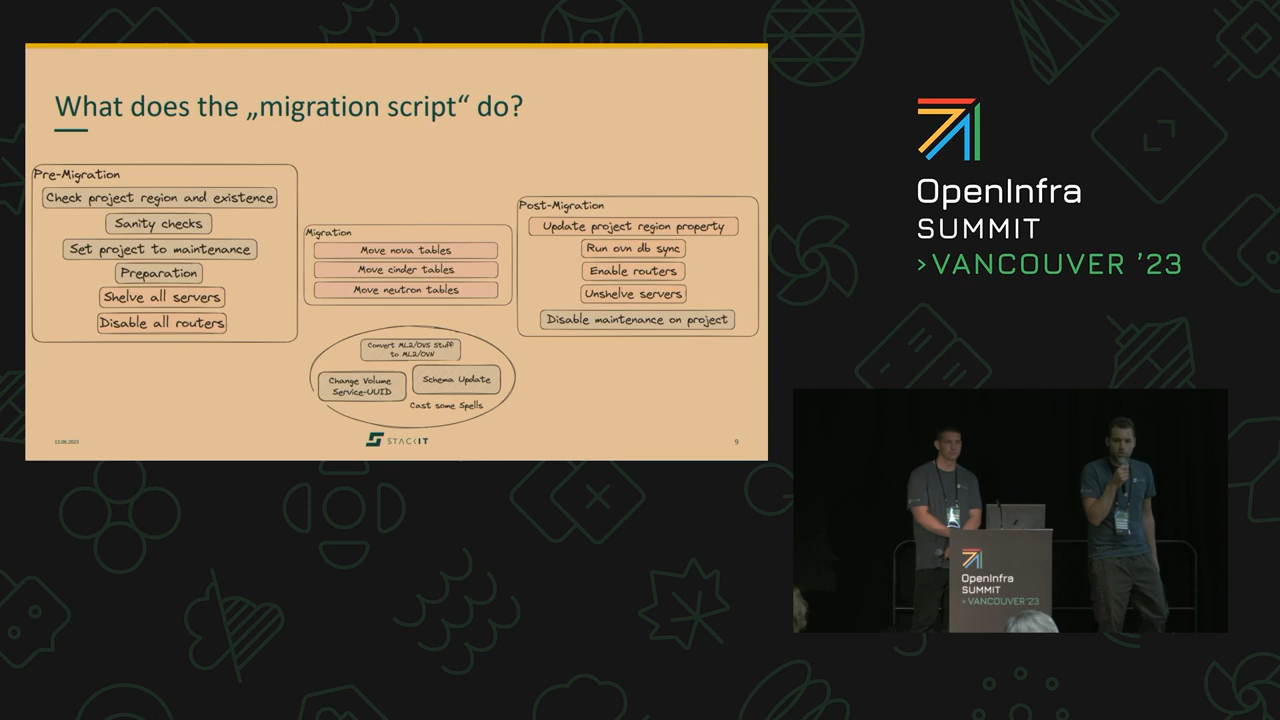 What does the „migration script“ do?
Pre-Migration
Check project region and existence
Sanity checks
Set project to maintenance
Preparation
Shelve all servers
Disable all routers
Migration
Move nova tables
Move cinder tables
Move neutron tables
Convert ML2/OVS Stuff
to ML2/OVN
Change Volume
Service-UUID
Schema Update
Cast some Spells
Post-Migration
Update project region property
Run ovn db sync
Enable routers
Unshelve servers
Disable maintenance on project
13.06.2023
STACKIT
9
OpenInfra
SUMMIT
>VANCOUVER '23
OpenInfra
SUMMIT
>VANCOUVER '23